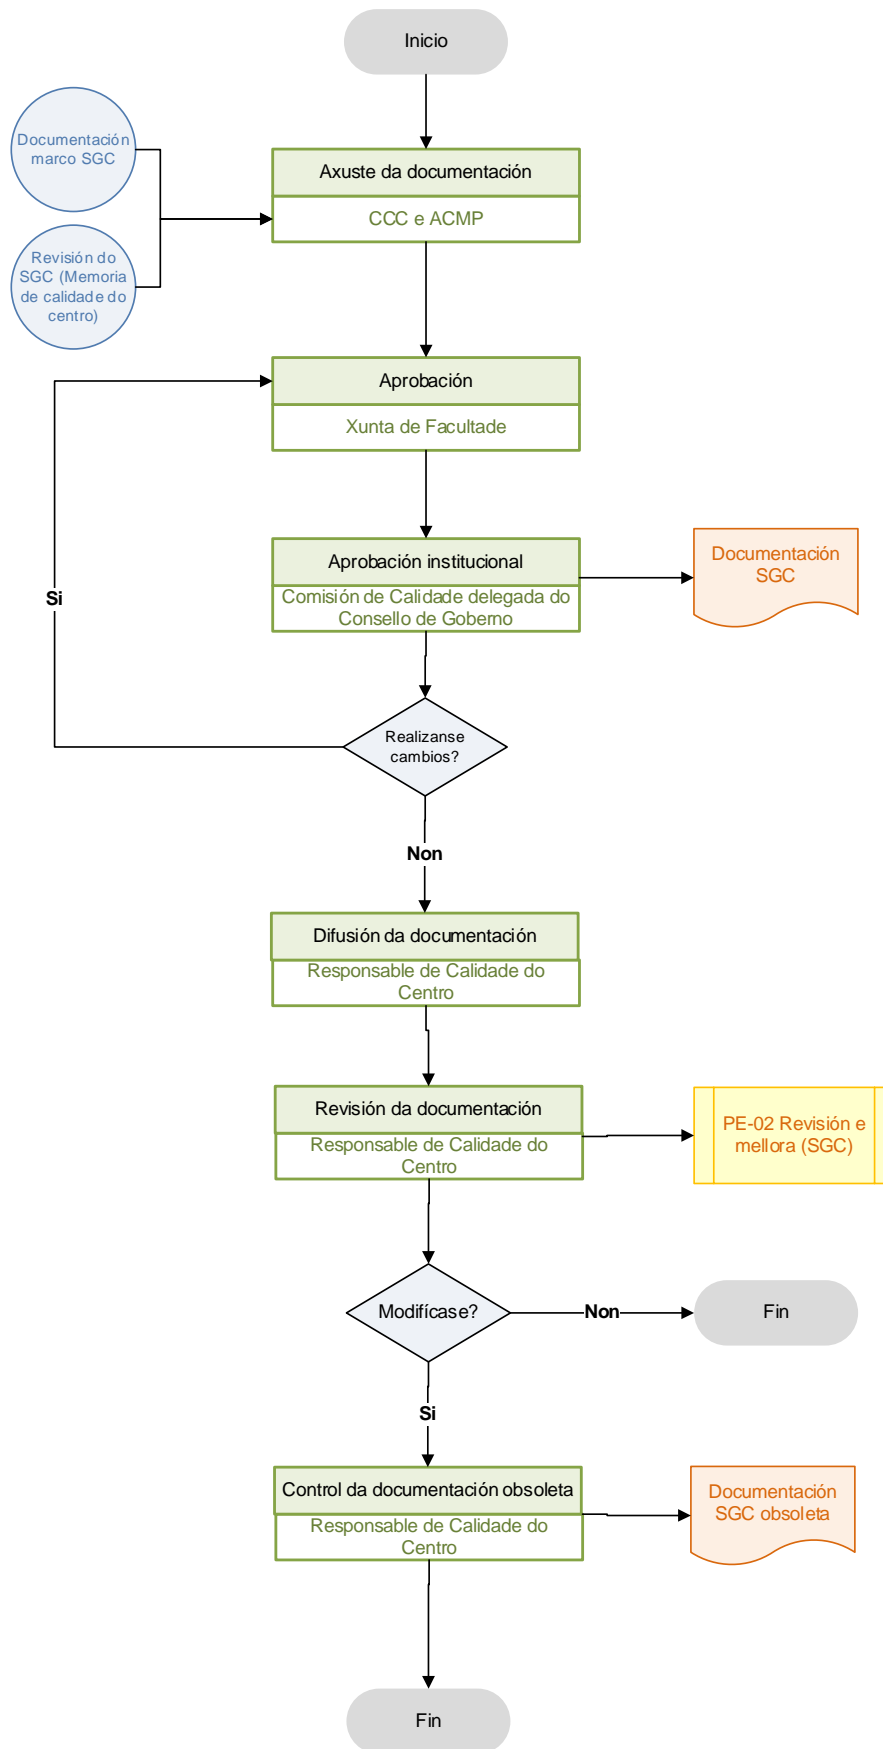 Inicio
Documentación
marco SGC
Axuste da documentación
CCC e ACMP
Revisión do
SGC (Memoria
de calidade do
centro)
Aprobación
Xunta de Facultade
Aprobación institucional
Comisión de Calidade delegada do
Consello de Goberno
Documentación
SGC
Si
Realizanse
cambios?
Non
Difusión da documentación
Responsable de Calidade do
Centro
Revisión da documentación
Responsable de Calidade do
Centro
PE-02 Revisión e
mellora (SGC)
Modifícase?
Non
Fin
Si
Control da documentación obsoleta
Responsable de Calidade do
Centro
Documentación
SGC obsoleta
Fin